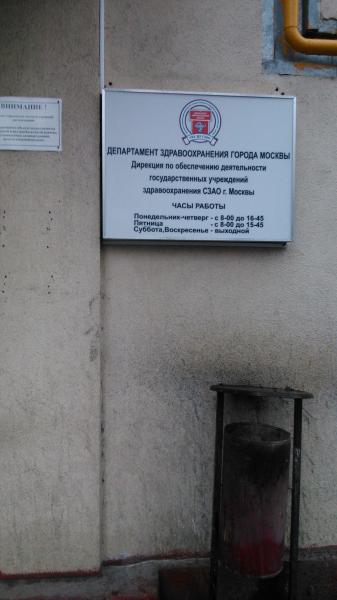 ВНИМАНИЕ !
ДЕПАРТАМЕНТ ЗДРАВООХРАНЕНИЯ ГОРОДА МОСКВЫ
Дирекция по обеспечению деятельности
государственных учреждений
здравоохранения СЗАО г. Москвы
ЧАСЫ РАБОТЫ
Понедельник-четверг - с 8-00 до 16-45
Пятница - с 8-00 до 15-45
Суббота,Воскресенье - выходной